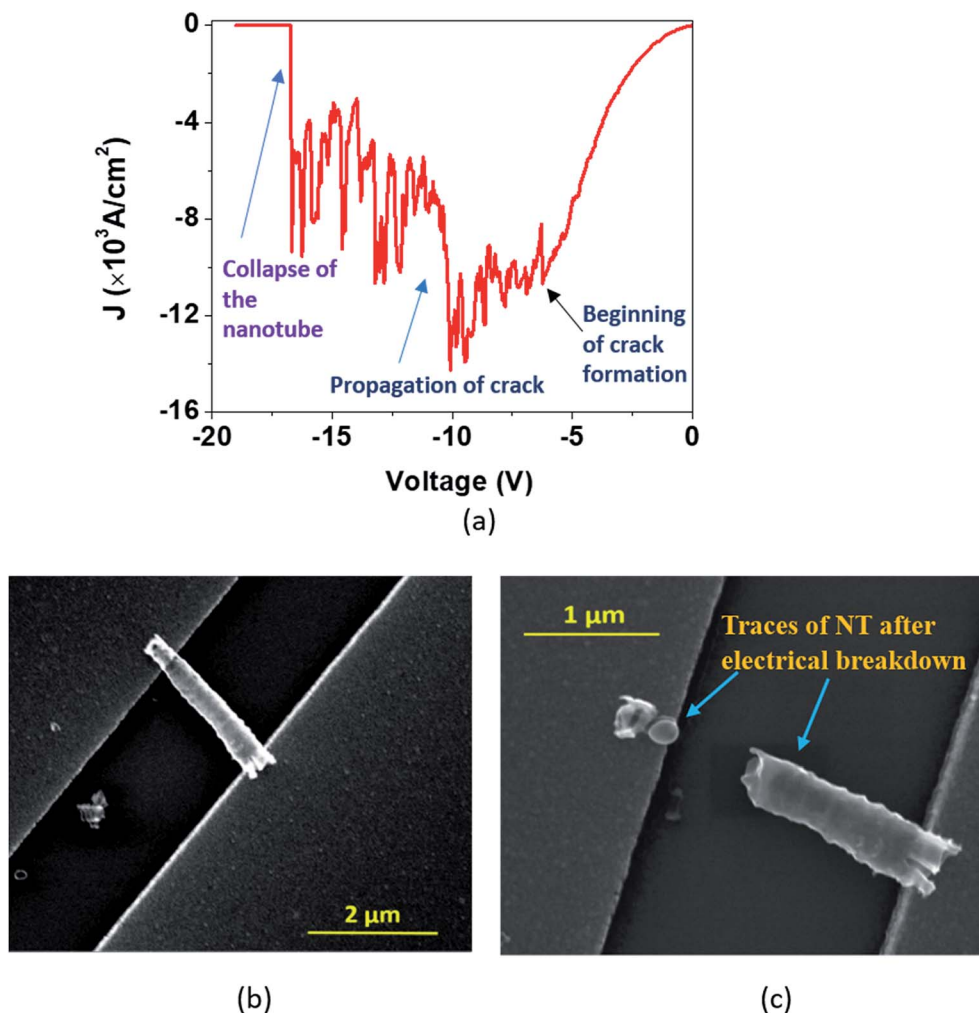 0
-4
-8
-12
-16
J (×10³A/cm²)
Collapse of
the
nanotube
Propagation of crack
Beginning
of crack
formation
-20
-15
-10
-5
0
Voltage (V)
(a)
2 µm
(b)
1 µm
Traces of NT after
electrical breakdown
(c)